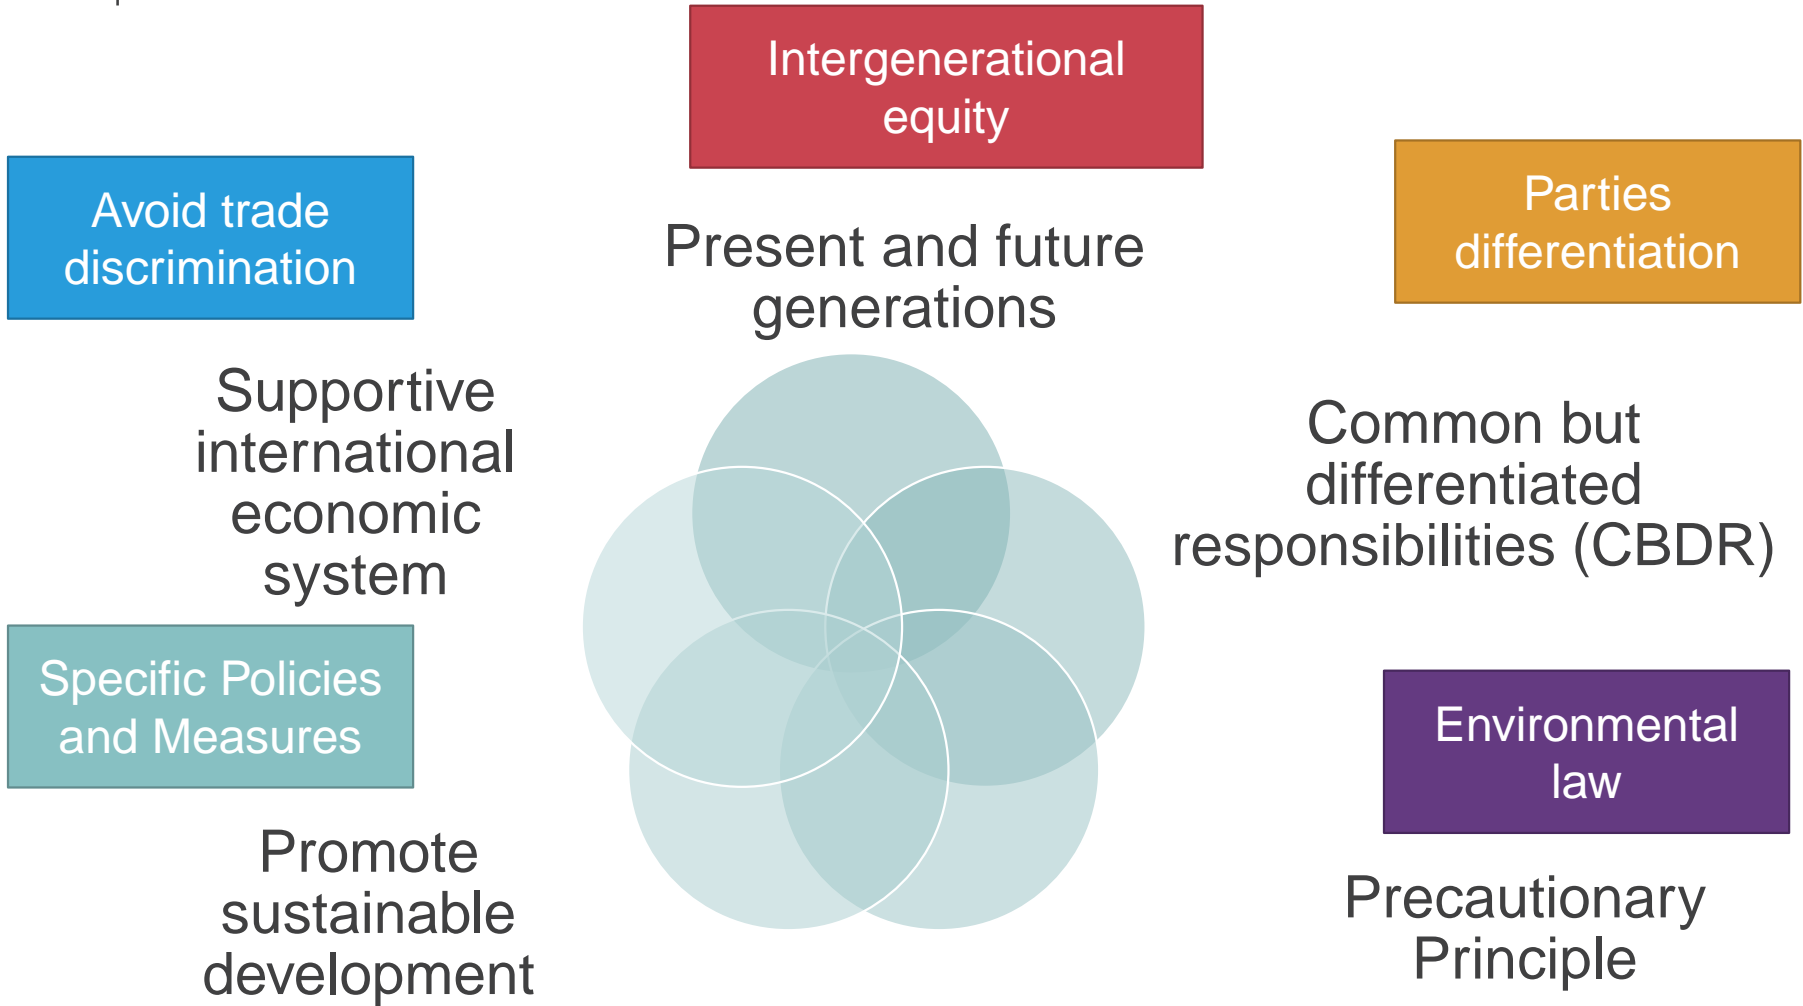 Intergenerational
equity
Present and future
generations
Avoid trade
discrimination
Supportive
international
economic
system
Parties
differentiation
Common but
differentiated
responsibilities (CBDR)
Specific Policies
and Measures
Promote
sustainable
development
Environmental
law
Precautionary
Principle